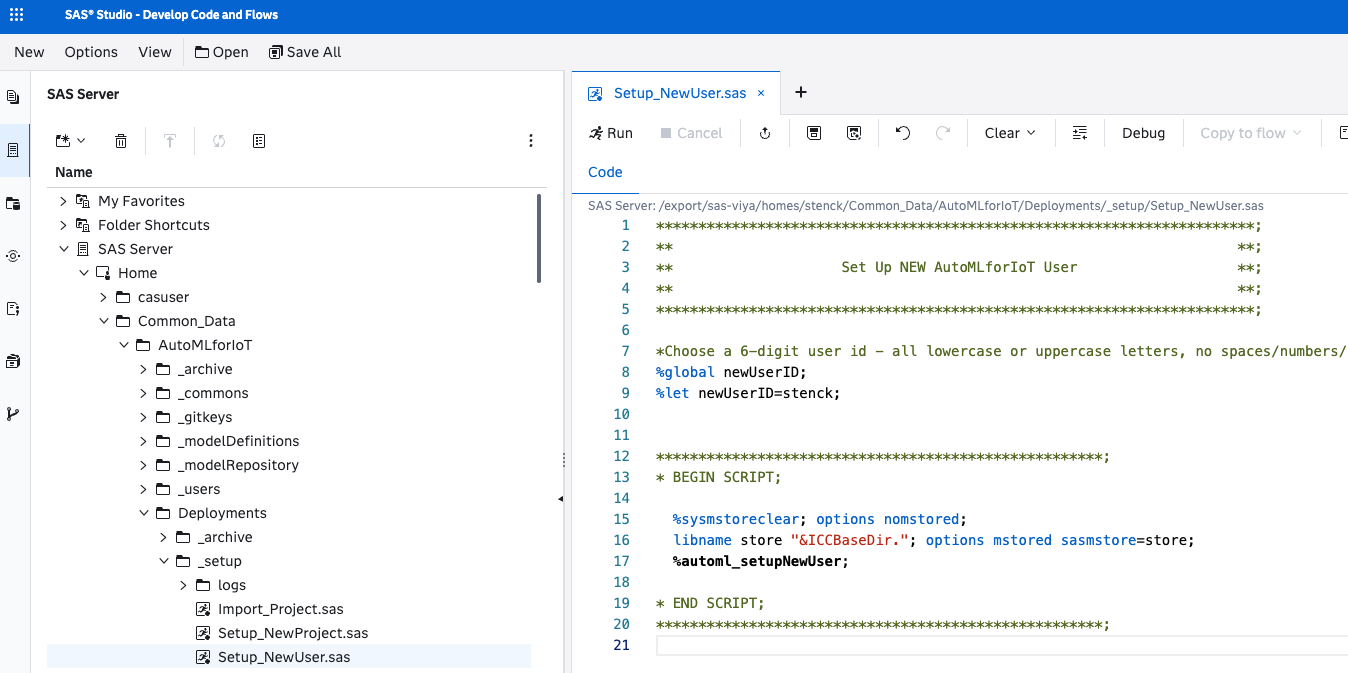 SAS® Studio - Develop Code and Flows
New Options View Open Save All
SAS Server
Name
My Favorites
Folder Shortcuts
SAS Server
Home
casuser
Common_Data
AutoMLforIoT
_archive
_commons
_gitkeys
_modelDefinitions
_modelRepository
_users
Deployments
_archive
_setup
logs
Import_Project.sas
Setup_NewProject.sas
Setup_NewUser.sas
Setup_NewUser.sas × +
Run Cancel Clear Debug Copy to flow
Code
SAS Server: /export/sas-viya/homes/stenck/Common_Data/AutoMLforIoT/Deployments/_setup/Setup_NewUser.sas
1 ***********************************************************************;
2 ** **;
3 ** Set Up NEW AutoMLforIoT User **;
4 ** **;
5 ***********************************************************************;
6
7 *Choose a 6-digit user id - all lowercase or uppercase letters, no spaces/numbers/
8 %global newUserID;
9 %let newUserID=stenck;
10
11
12 *****************************************************;
13 * BEGIN SCRIPT;
14
15 %sysmstoreclear; options nomstored;
16 libname store "&ICCBaseDir."; options mstored sasmstore=store;
17 %automl_setupNewUser;
18
19 * END SCRIPT;
20 *****************************************************;
21